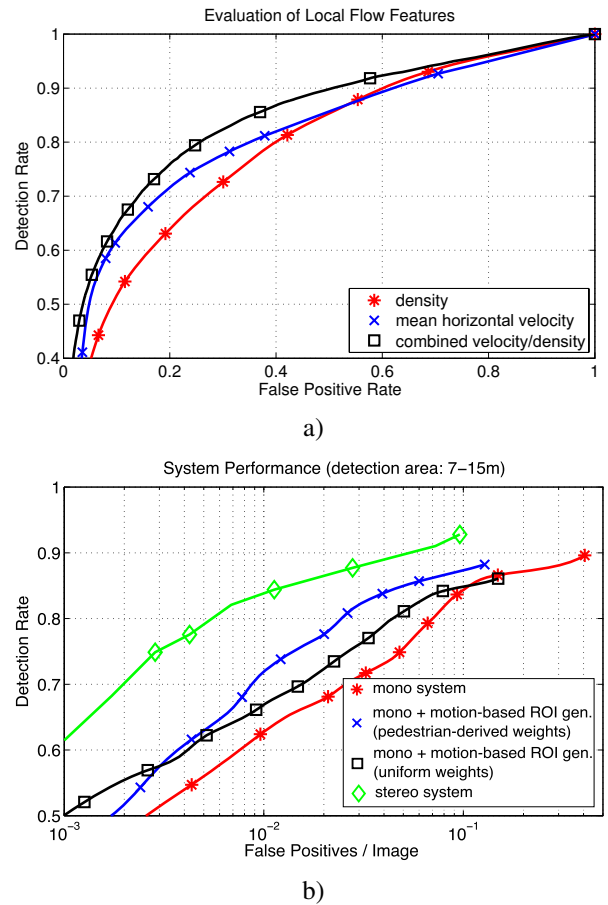 Evaluation of Local Flow Features
1
0.9
0.8
0.7
0.6
0.5
0.4
Detection Rate
0 0.2 0.4 0.6 0.8 1
False Positive Rate
density
mean horizontal velocity
combined velocity/density
a)
System Performance (detection area: 7–15m)
1
0.9
0.8
0.7
0.6
0.5
Detection Rate
10⁻³ 10⁻² 10⁻¹
False Positives / Image
mono system
mono + motion-based ROI gen.
(pedestrian-derived weights)
mono + motion-based ROI gen.
(uniform weights)
stereo system
b)